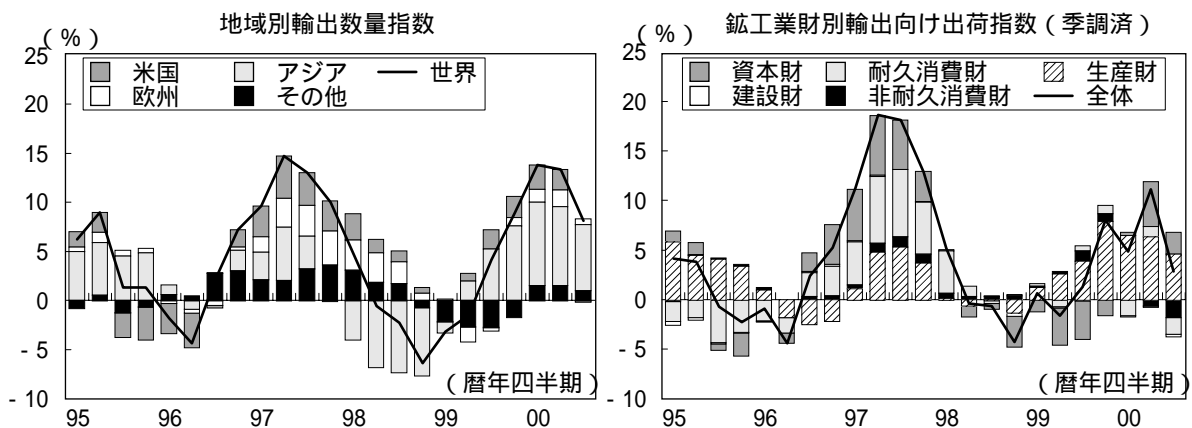 地域別輸出数量指数
(%)
米国 アジア 世界
欧州 その他
25
20
15
10
5
0
-5
-10
(暦年四半期)
95 96 97 98 99 00
鉱工業財別輸出向け出荷指数(季調済)
(%)
資本財 耐久消費財 生産財
建設財 非耐久消費財 全体
25
20
15
10
5
0
-5
-10
(暦年四半期)
95 96 97 98 99 00